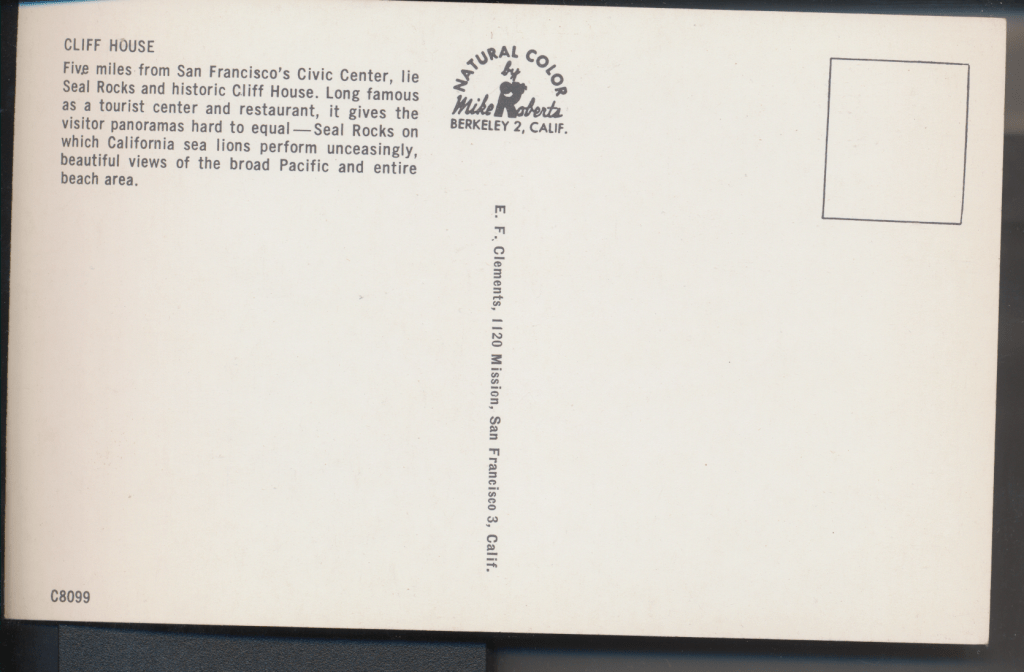 CLIFF HOUSE
Five miles from San Francisco's Civic Center, lie
Seal Rocks and historic Cliff House. Long famous
as a tourist center and restaurant, it gives the
visitor panoramas hard to equal—Seal Rocks on
which California sea lions perform unceasingly,
beautiful views of the broad Pacific and entire
beach area.
NATURAL COLOR
by
Mike Roberts
BERKELEY 2, CALIF.
E. F. Clements, 1120 Mission, San Francisco 3, Calif.
C8099